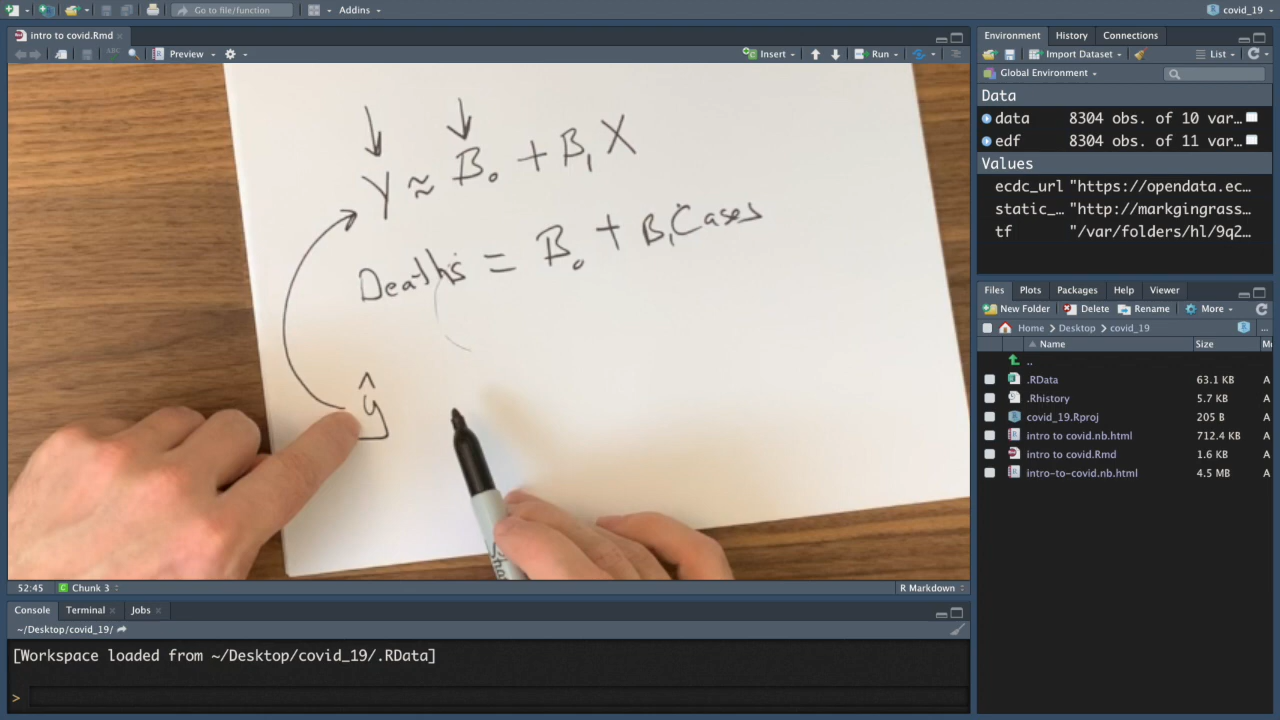 Go to file/function
Addins
covid_19
intro to covid.Rmd
ABC
Preview
Insert
Run
Y ≈ B₀ + B₁ X
Deaths = B₀ + B₁ Cases
ŷ
52:45
Chunk 3
R Markdown
Console
Terminal
Jobs
~/Desktop/covid_19/
[Workspace loaded from ~/Desktop/covid_19/.RData]
>
Environment
History
Connections
Import Dataset
List
Global Environment
Data
data 8304 obs. of 10 var…
edf 8304 obs. of 11 var…
Values
ecdc_url "https://opendata.ec…
static_… "http://markgingrass…
tf "/var/folders/hl/9q2…
Files
Plots
Packages
Help
Viewer
New Folder
Delete
Rename
More
Home
Desktop
covid_19
...
Name Size M
..
.RData 63.1 KB A
.Rhistory 5.7 KB A
covid_19.Rproj 205 B A
intro to covid.nb.html 712.4 KB A
intro to covid.Rmd 1.6 KB A
intro-to-covid.nb.html 4.5 MB A